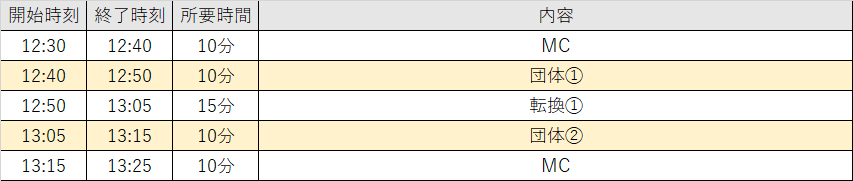 開始時刻 終了時刻 所要時間 内容
12:30 12:40 10分 MC
12:40 12:50 10分 団体①
12:50 13:05 15分 転換①
13:05 13:15 10分 団体②
13:15 13:25 10分 MC